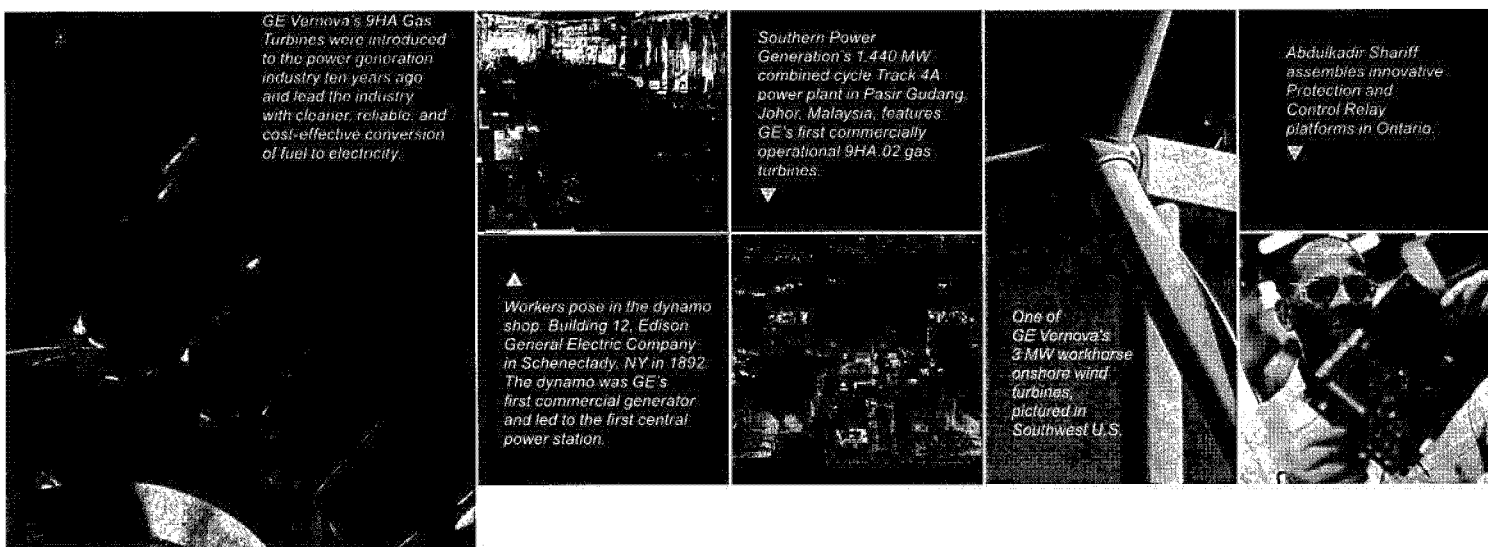 GE Vernova's 9HA Gas
Turbines were introduced
to the power generation
industry ten years ago
and lead the industry
with cleaner, reliable, and
cost-effective conversion
of fuel to electricity.
Workers pose in the dynamo
shop, Building 12, Edison
General Electric Company
in Schenectady, NY in 1892.
The dynamo was GE's
first commercial generator
and led to the first central
power station.
Southern Power
Generation's 1,440 MW
combined cycle Track 4A
power plant in Pasir Gudang,
Johor, Malaysia, features
GE's first commercially
operational 9HA.02 gas
turbines.
One of
GE Vernova's
3 MW workhorse
onshore wind
turbines,
pictured in
Southwest U.S.
Abdulkadir Shariff
assembles innovative
Protection and
Control Relay
platforms in Ontario.